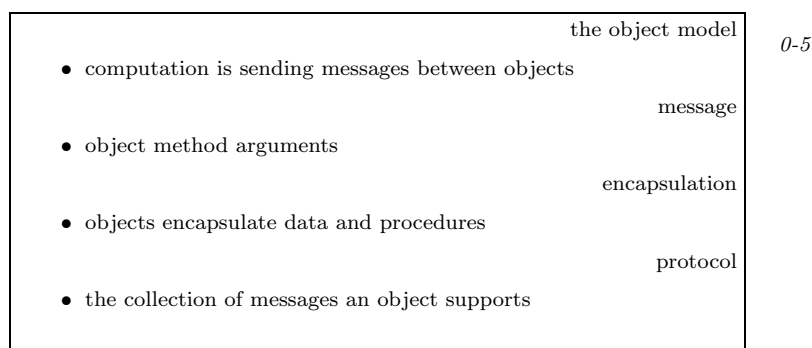 the object model
0-5
• computation is sending messages between objects
message
• object method arguments
encapsulation
• objects encapsulate data and procedures
protocol
• the collection of messages an object supports